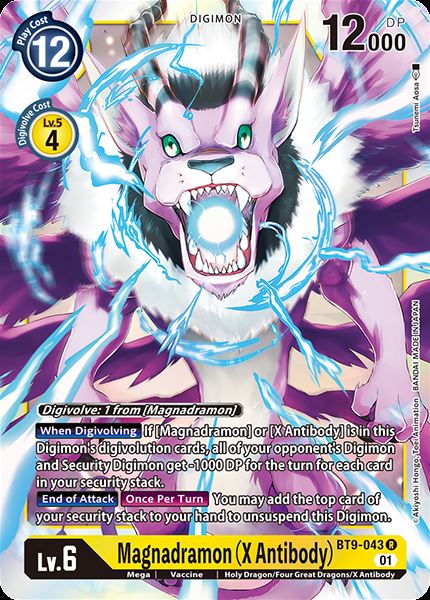 DIGIMON
Play Cost
12
DP
12000
Digivolve Cost
Lv.5
4
Tsunemi Aosa
Digivolve: 1 from [Magnadramon]
When Digivolving If [Magnadramon] or [X Antibody] is in this
Digimon's digivolution cards, all of your opponent's Digimon
and Security Digimon get -1000 DP for the turn for each card
in your security stack.
End of Attack Once Per Turn You may add the top card of
your security stack to your hand to unsuspend this Digimon.
©Akiyoshi Hongo, Toei Animation BANDAI MADE IN JAPAN
Lv.6
Magnadramon (X Antibody)
BT9-043 R
01
Mega
Vaccine
Holy Dragon/Four Great Dragons/X Antibody